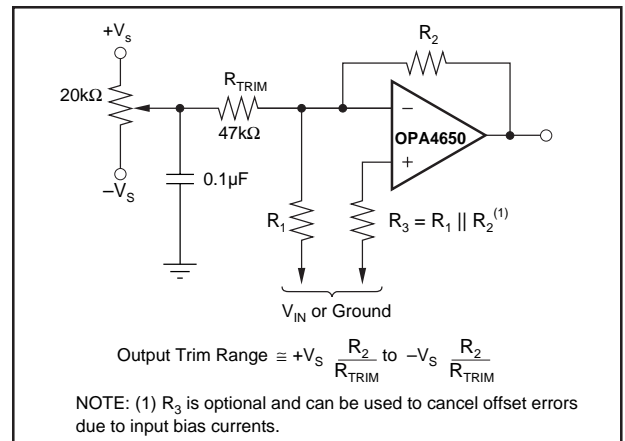 +Vs
R2
RTRIM
20kΩ
47kΩ
−
OPA4650
+
−VS
0.1µF
R1
R3 = R1 || R2(1)
VIN or Ground
Output Trim Range ≅ +VS R2/RTRIM to −VS R2/RTRIM
NOTE: (1) R3 is optional and can be used to cancel offset errors
due to input bias currents.